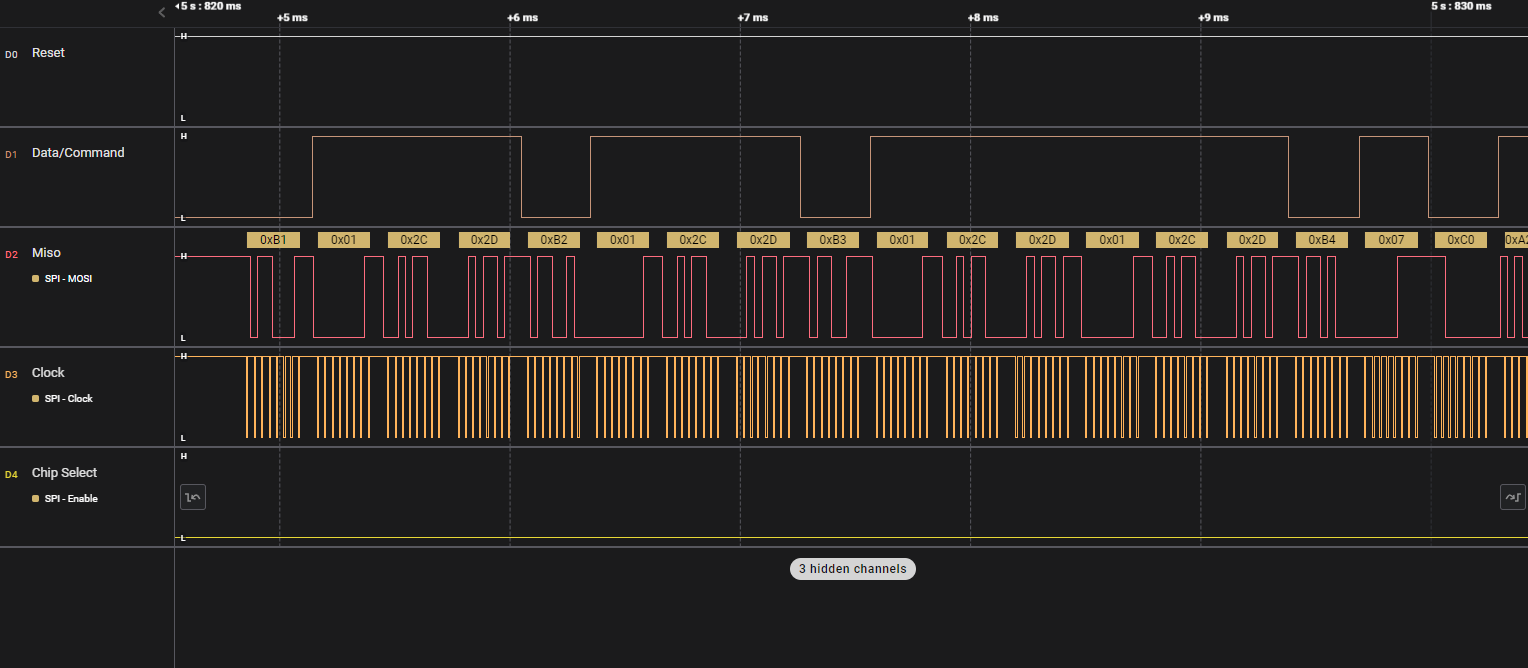 5 s : 820 ms
5 s : 830 ms
+5 ms
+6 ms
+7 ms
+8 ms
+9 ms
D0 Reset
H
L
D1 Data/Command
H
L
0xB1 0x01 0x2C 0x2D 0xB2 0x01 0x2C 0x2D 0xB3 0x01 0x2C 0x2D 0x01 0x2C 0x2D 0xB4 0x07 0xC0 0xA2
D2 Miso
H
SPI - MOSI
L
D3 Clock
H
SPI - Clock
L
D4 Chip Select
H
SPI - Enable
L
3 hidden channels